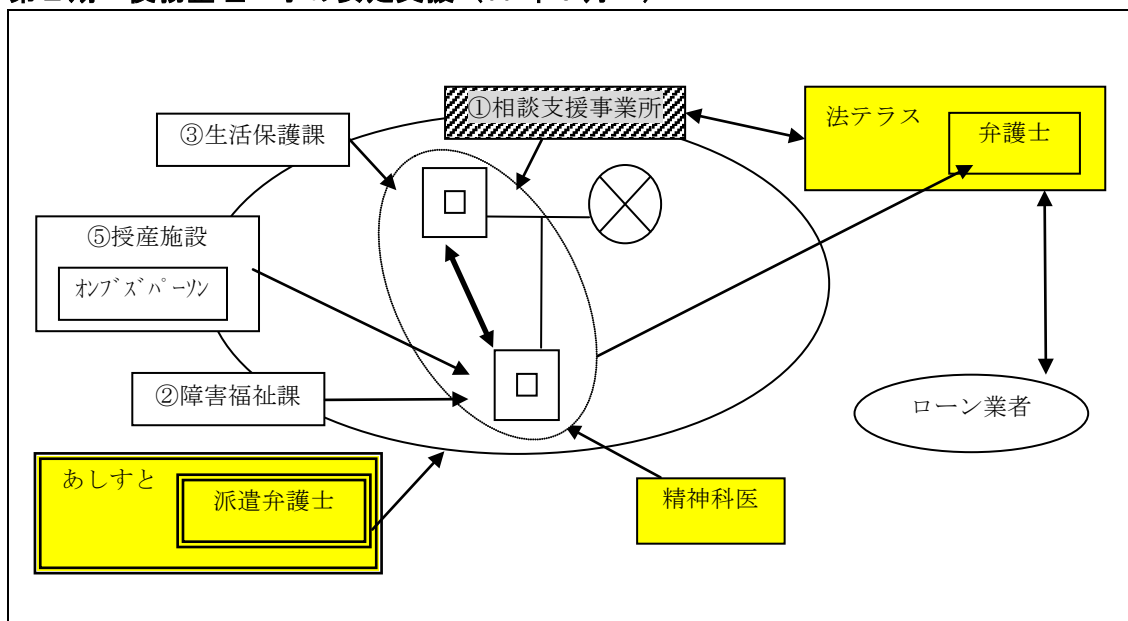 ①相談支援事業所
法テラス
弁護士
③生活保護課
⑤授産施設
オンブズパーソン
②障害福祉課
ローン業者
あしすと
派遣弁護士
精神科医